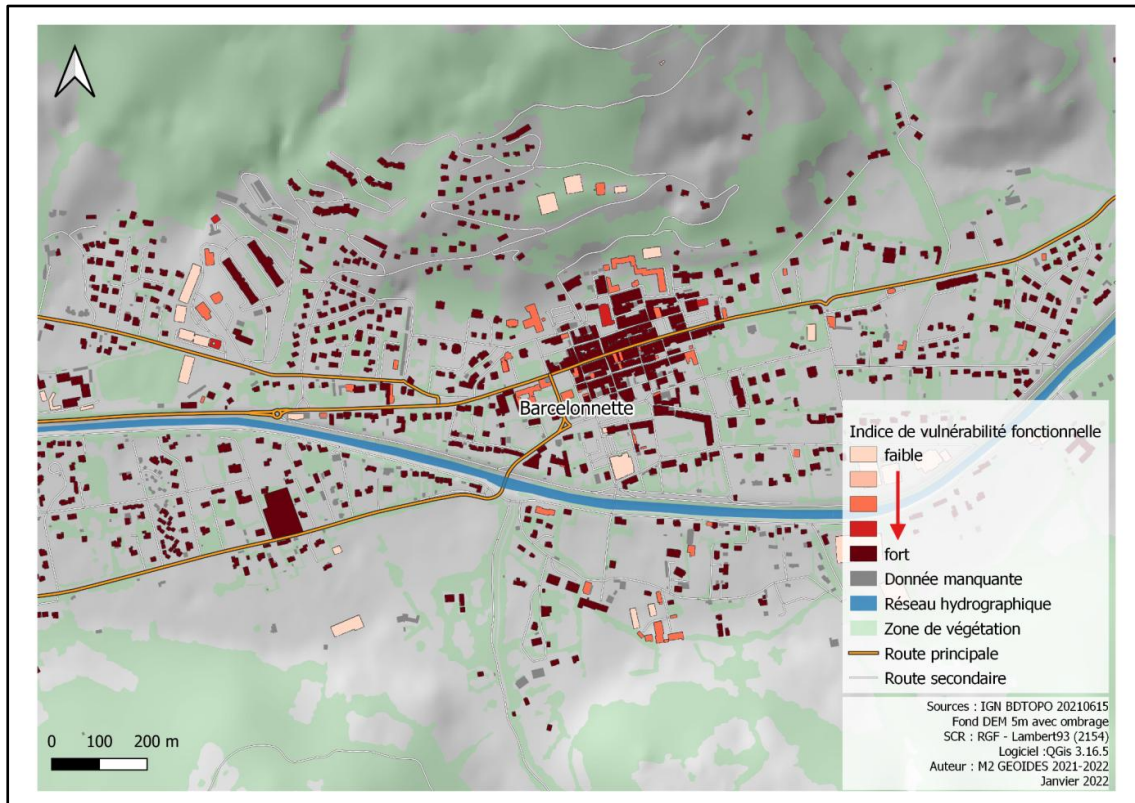 Barcelonnette
Indice de vulnérabilité fonctionnelle
faible
fort
Donnée manquante
Réseau hydrographique
Zone de végétation
Route principale
Route secondaire
Sources : IGN BDTOPO 20210615
Fond DEM 5m avec ombrage
SCR : RGF - Lambert93 (2154)
Logiciel :QGis 3.16.5
Auteur : M2 GEOIDES 2021-2022
Janvier 2022
0 100 200 m